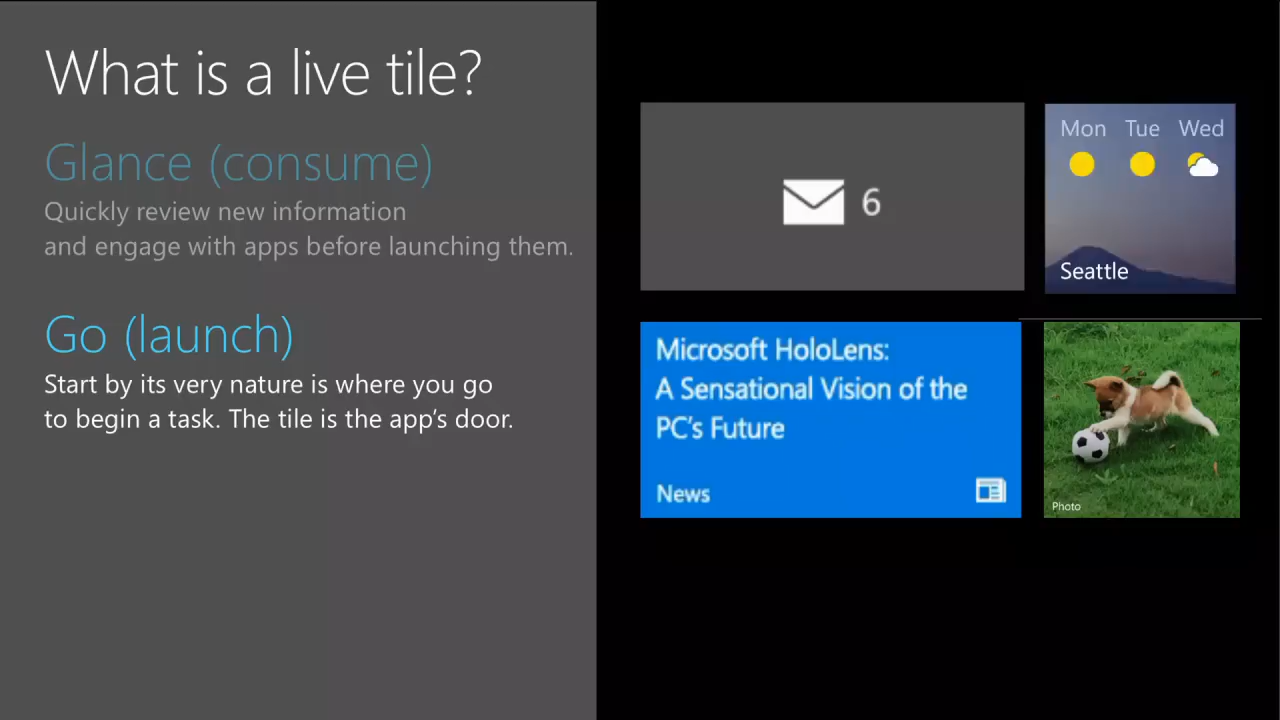 What is a live tile?
Glance (consume)
Quickly review new information
and engage with apps before launching them.
Go (launch)
Start by its very nature is where you go
to begin a task. The tile is the app's door.
6
Mon Tue Wed
Seattle
Microsoft HoloLens:
A Sensational Vision of the
PC's Future
News
Photo